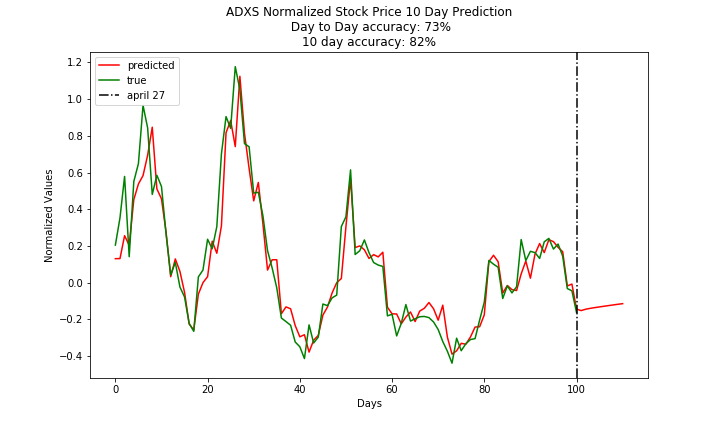 ADXS Normalized Stock Price 10 Day Prediction
Day to Day accuracy: 73%
10 day accuracy: 82%
predicted
true
april 27
1.2
1.0
0.8
0.6
0.4
0.2
0.0
−0.2
−0.4
Normalized Values
0 20 40 60 80 100
Days